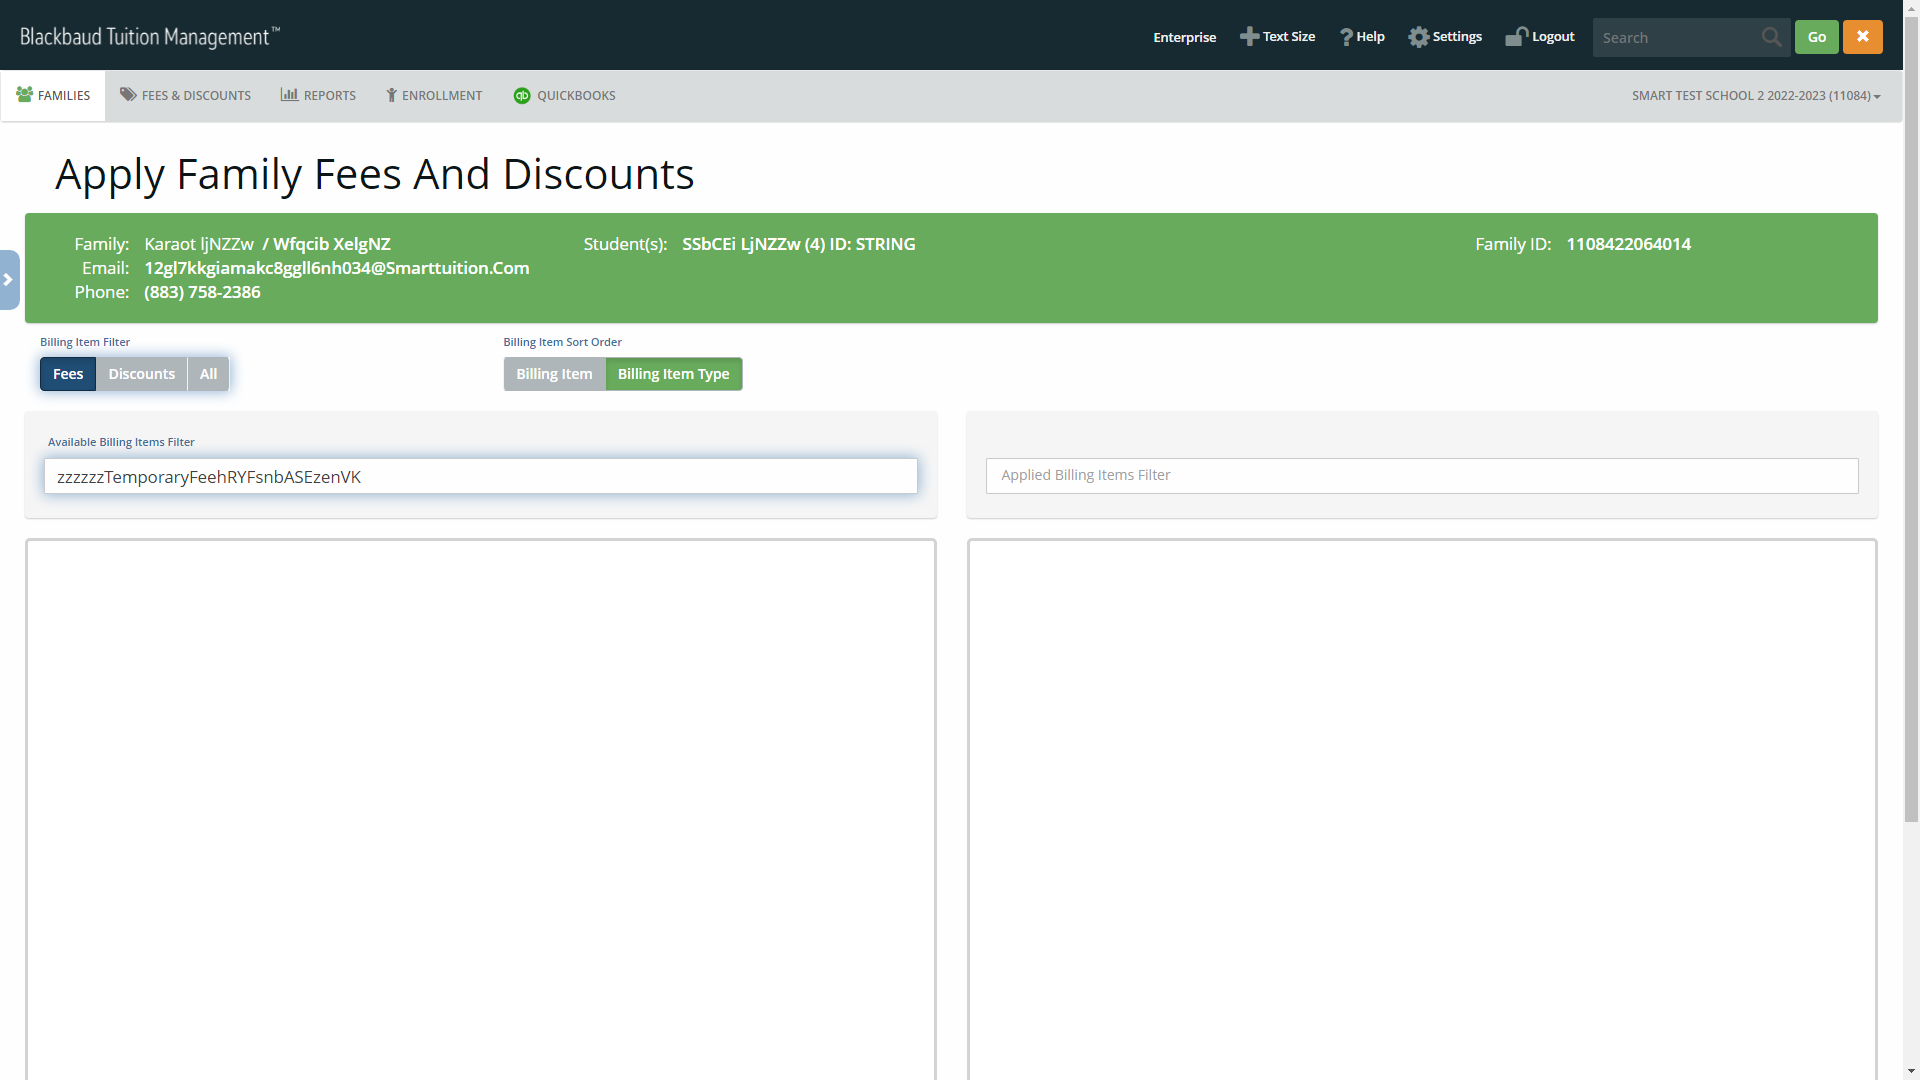 Blackbaud Tuition Management™
Enterprise
Text Size
Help
Settings
Logout
Search
Go
FAMILIES
FEES & DISCOUNTS
REPORTS
ENROLLMENT
qb QUICKBOOKS
SMART TEST SCHOOL 2 2022-2023 (11084)
Apply Family Fees And Discounts
Family: Karaot ljNZZw / Wfqcib XelgNZ
Student(s): SSbCEi LjNZZw (4) ID: STRING
Family ID: 1108422064014
Email: 12gl7kkgiamakc8ggll6nh034@Smarttuition.Com
Phone: (883) 758-2386
Billing Item Filter
Billing Item Sort Order
Fees
Discounts
All
Billing Item
Billing Item Type
Available Billing Items Filter
zzzzzzTemporaryFeehRYFsnbASEzenVK
Applied Billing Items Filter